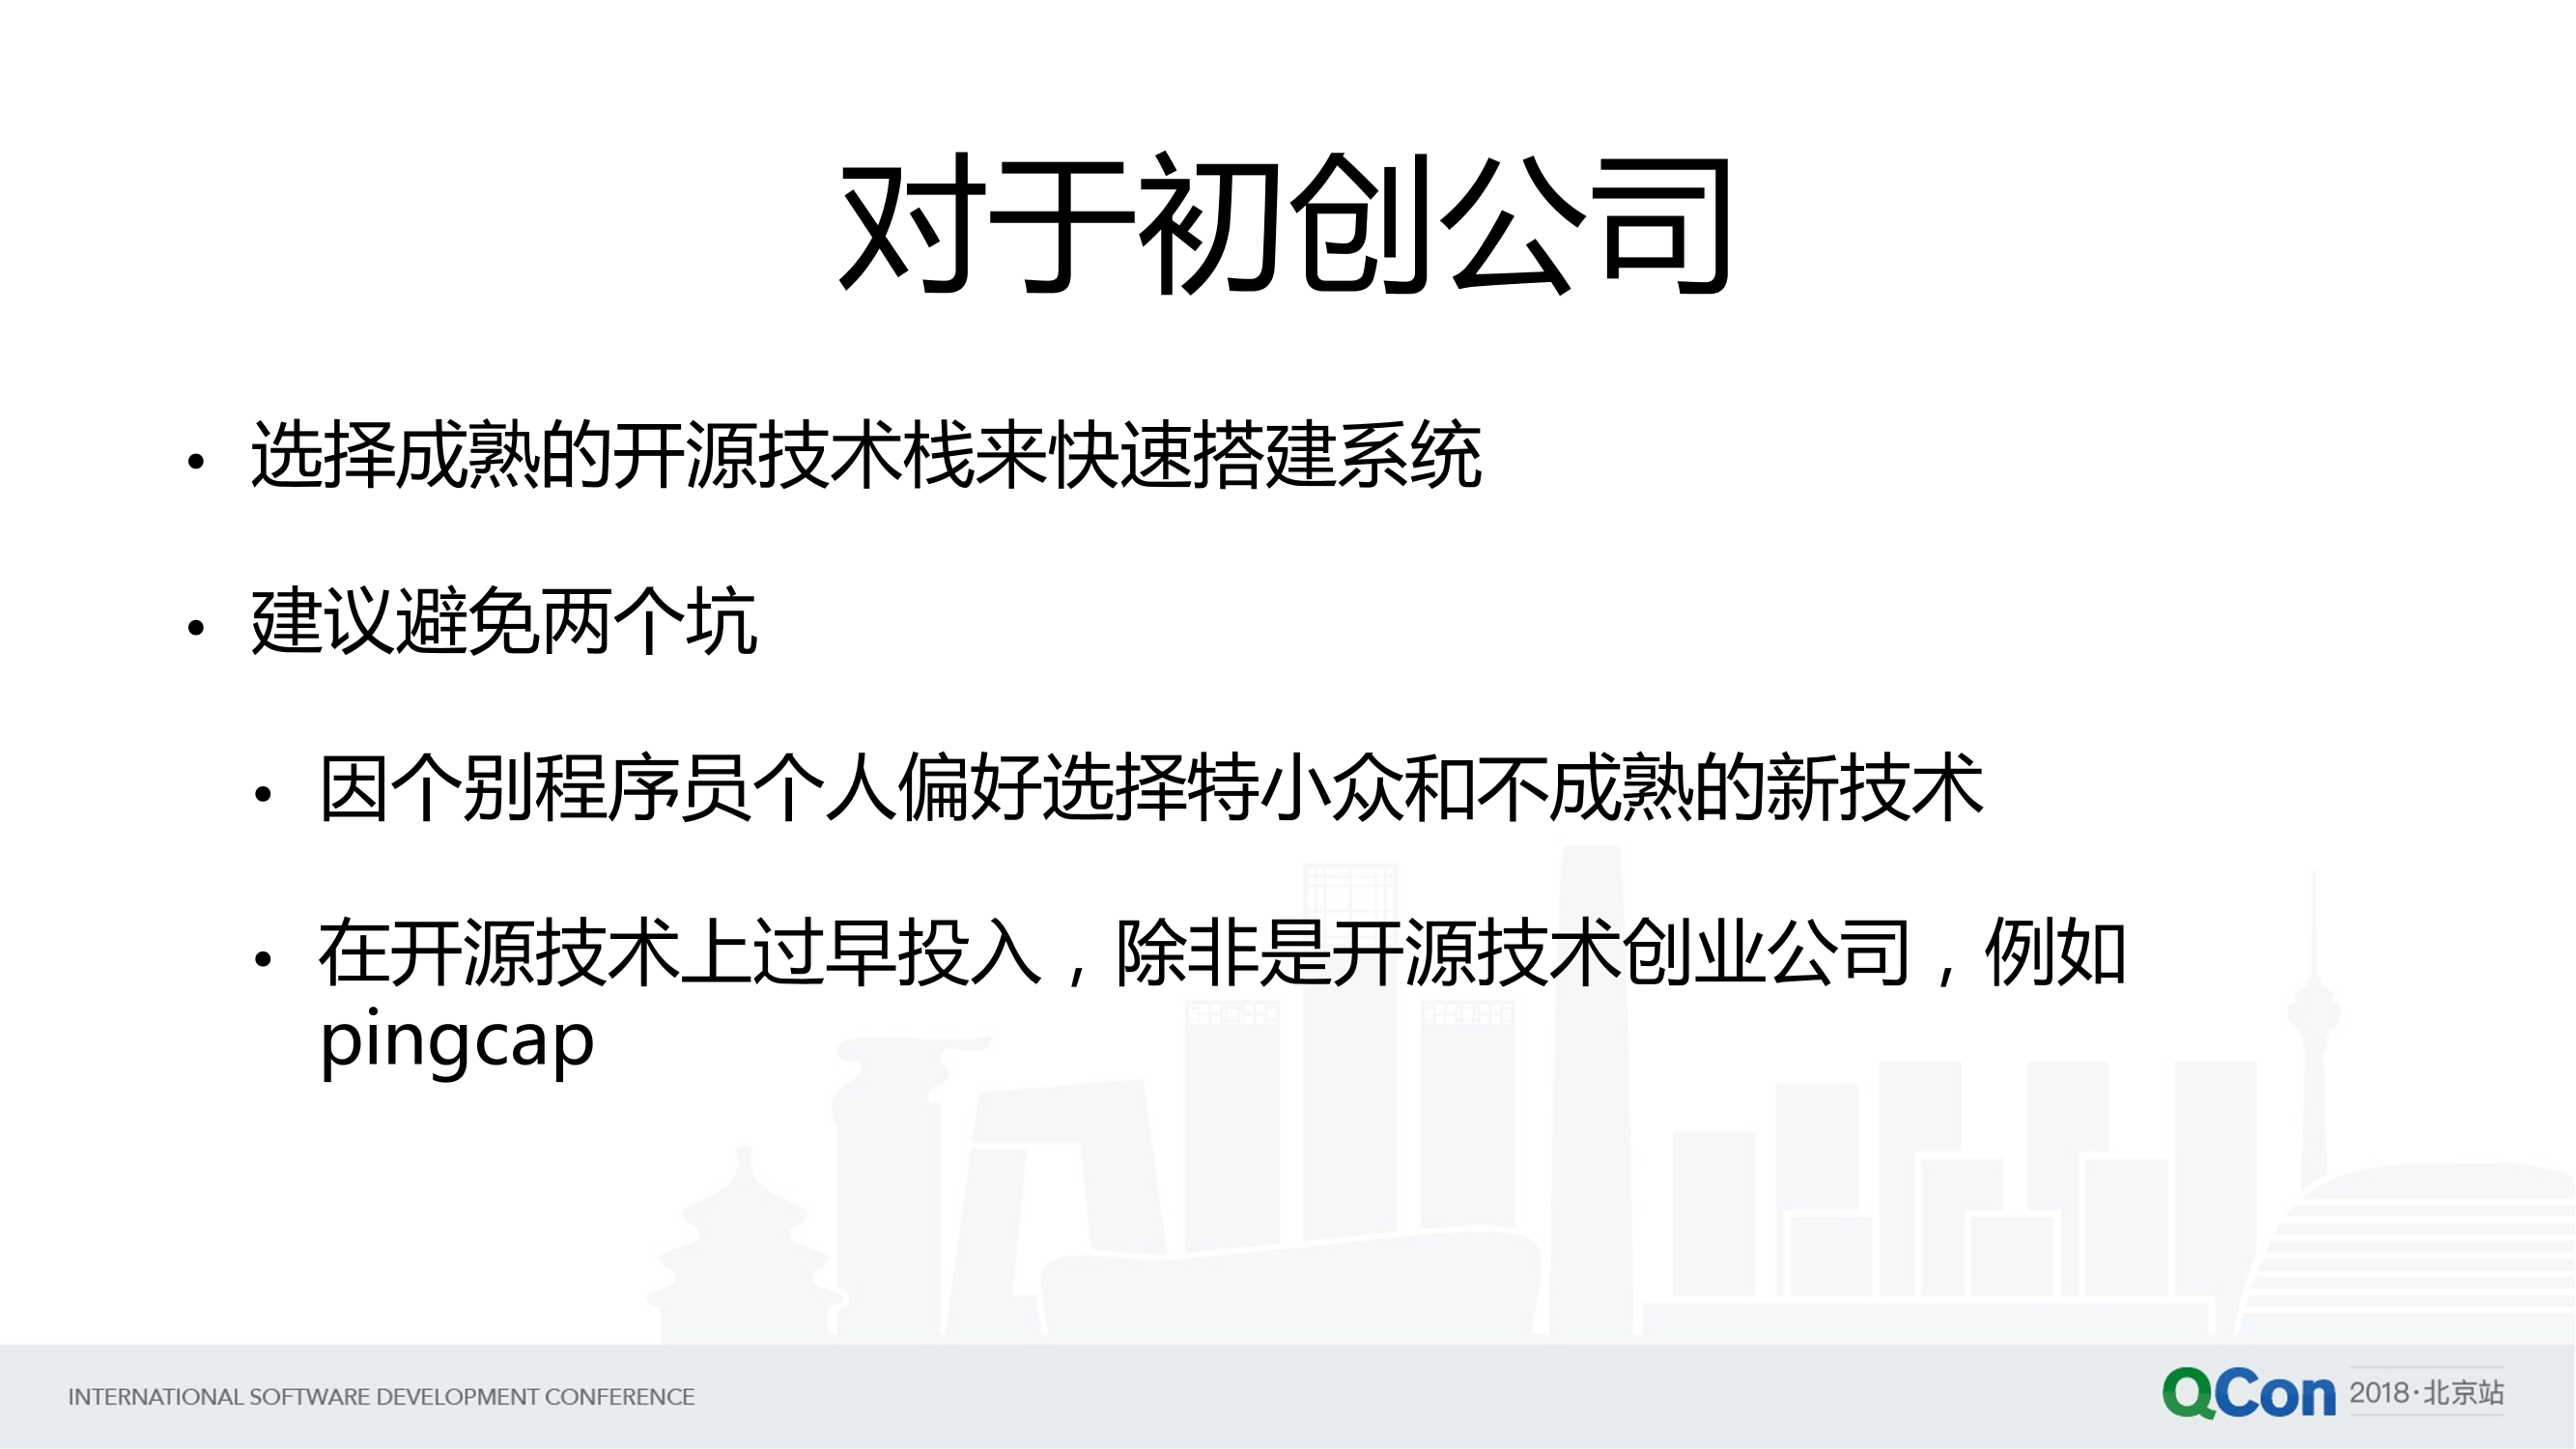 对于初创公司
• 选择成熟的开源技术栈来快速搭建系统
• 建议避免两个坑
• 因个别程序员个人偏好选择特小众和不成熟的新技术
• 在开源技术上过早投入，除非是开源技术创业公司，例如
pingcap
INTERNATIONAL SOFTWARE DEVELOPMENT CONFERENCE
QCon 2018·北京站